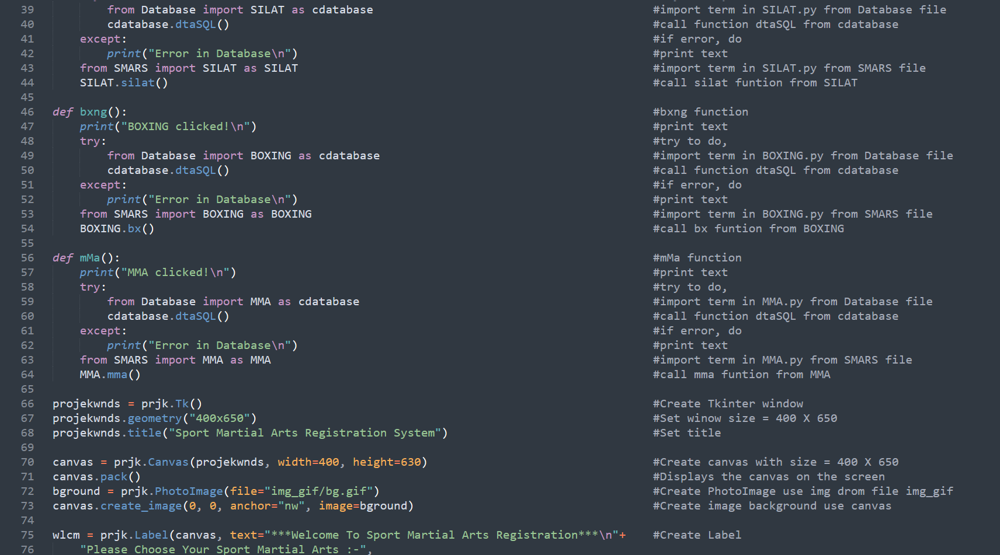 39 from Database import SILAT as cdatabase #import term in SILAT.py from Database file
40 cdatabase.dtaSQL() #call function dtaSQL from cdatabase
41 except: #if error, do
42 print("Error in Database\n") #print text
43 from SMARS import SILAT as SILAT #import term in SILAT.py from SMARS file
44 SILAT.silat() #call silat funtion from SILAT
45
46 def bxng(): #bxng function
47 print("BOXING clicked!\n") #print text
48 try: #try to do,
49 from Database import BOXING as cdatabase #import term in BOXING.py from Database file
50 cdatabase.dtaSQL() #call function dtaSQL from cdatabase
51 except: #if error, do
52 print("Error in Database\n") #print text
53 from SMARS import BOXING as BOXING #import term in BOXING.py from SMARS file
54 BOXING.bx() #call bx funtion from BOXING
55
56 def mMa(): #mMa function
57 print("MMA clicked!\n") #print text
58 try: #try to do,
59 from Database import MMA as cdatabase #import term in MMA.py from Database file
60 cdatabase.dtaSQL() #call function dtaSQL from cdatabase
61 except: #if error, do
62 print("Error in Database\n") #print text
63 from SMARS import MMA as MMA #import term in MMA.py from SMARS file
64 MMA.mma() #call mma funtion from MMA
65
66 projekwnds = prjk.Tk() #Create Tkinter window
67 projekwnds.geometry("400x650") #Set winow size = 400 X 650
68 projekwnds.title("Sport Martial Arts Registration System") #Set title
69
70 canvas = prjk.Canvas(projekwnds, width=400, height=630) #Create canvas with size = 400 X 650
71 canvas.pack() #Displays the canvas on the screen
72 bground = prjk.PhotoImage(file="img_gif/bg.gif") #Create PhotoImage use img drom file img_gif
73 canvas.create_image(0, 0, anchor="nw", image=bground) #Create image background use canvas
74
75 wlcm = prjk.Label(canvas, text="***Welcome To Sport Martial Arts Registration***\n"+ #Create Label
76 "Please Choose Your Sport Martial Arts :-",